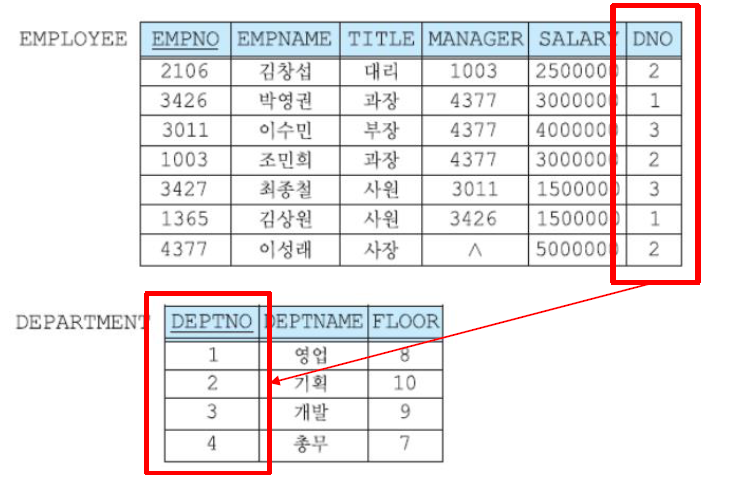 EMPLOYEE EMPNO EMPNAME TITLE MANAGER SALARY DNO
2106 김창섭 대리 1003 2500000 2
3426 박영권 과장 4377 3000000 1
3011 이수민 부장 4377 4000000 3
1003 조민희 과장 4377 3000000 2
3427 최종철 사원 3011 1500000 3
1365 김상원 사원 3426 1500000 1
4377 이성래 사장 ∧ 5000000 2
DEPARTMENT DEPTNO DEPTNAME FLOOR
1 영업 8
2 기획 10
3 개발 9
4 총무 7